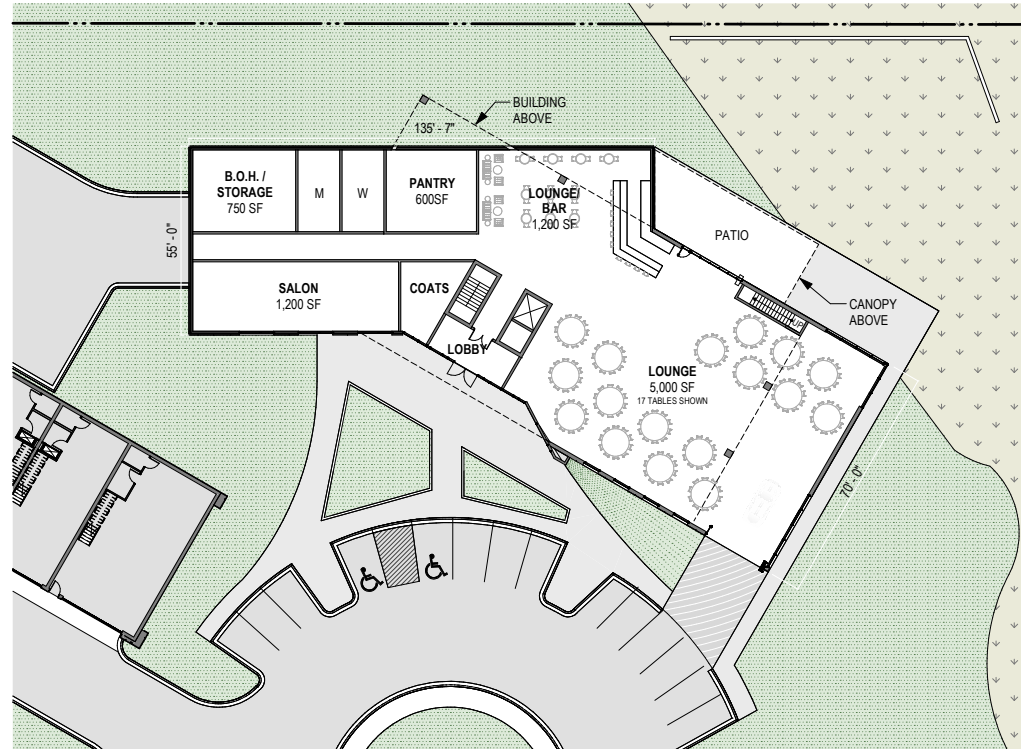 BUILDING
ABOVE
135' - 7"
B.O.H. /
STORAGE
750 SF
M
W
PANTRY
600SF
LOUNGE/
BAR
1,200 SF
PATIO
55' - 0"
SALON
1,200 SF
COATS
CANOPY
ABOVE
UP
LOBBY
LOUNGE
5,000 SF
17 TABLES SHOWN
70' - 0"